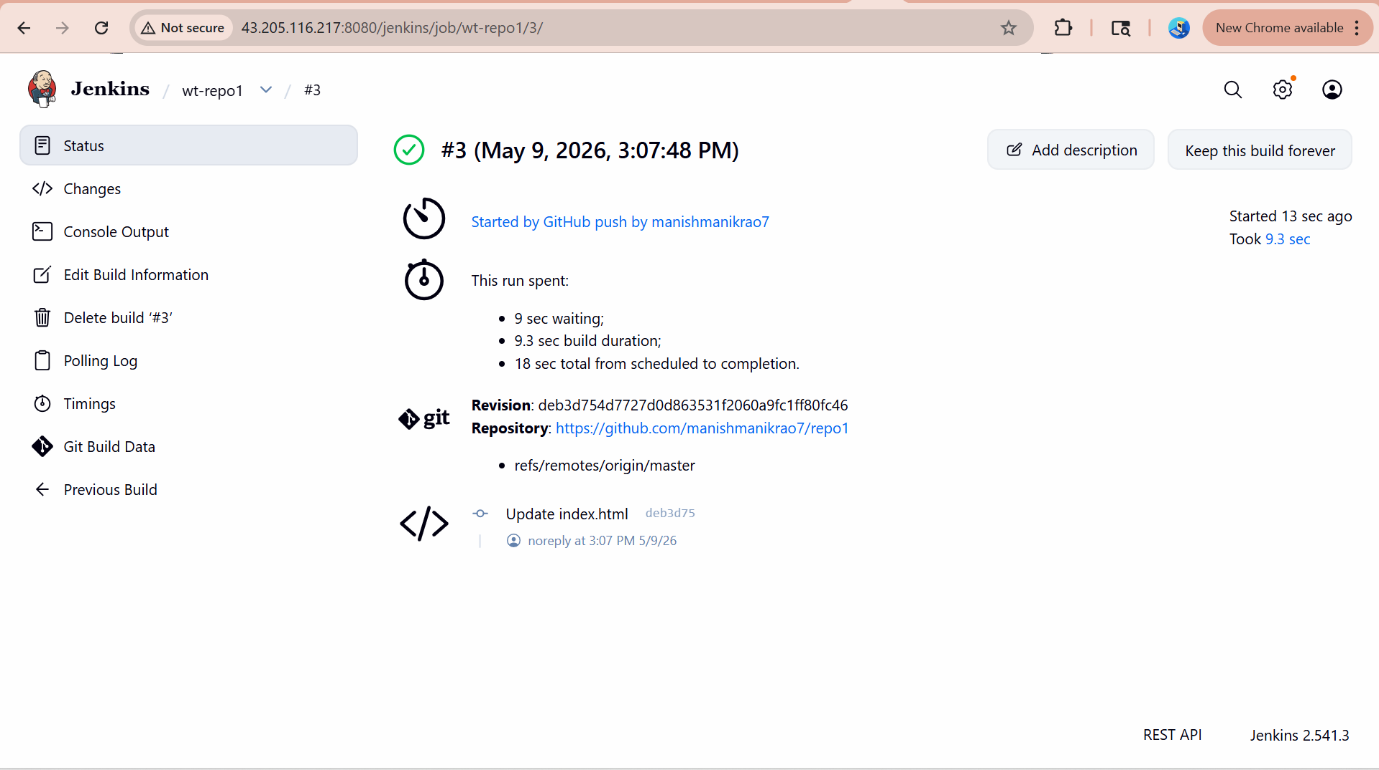 Not secure 43.205.116.217:8080/jenkins/job/wt-repo1/3/ New Chrome available
Jenkins / wt-repo1 / #3
Status
Changes
Console Output
Edit Build Information
Delete build ‘#3’
Polling Log
Timings
Git Build Data
Previous Build
#3 (May 9, 2026, 3:07:48 PM)
Add description
Keep this build forever
Started by GitHub push by manishmanikrao7
Started 13 sec ago
Took 9.3 sec
This run spent:
• 9 sec waiting;
• 9.3 sec build duration;
• 18 sec total from scheduled to completion.
git
Revision: deb3d754d7727d0d863531f2060a9fc1ff80fc46
Repository: https://github.com/manishmanikrao7/repo1
• refs/remotes/origin/master
Update index.html deb3d75
noreply at 3:07 PM 5/9/26
REST API Jenkins 2.541.3